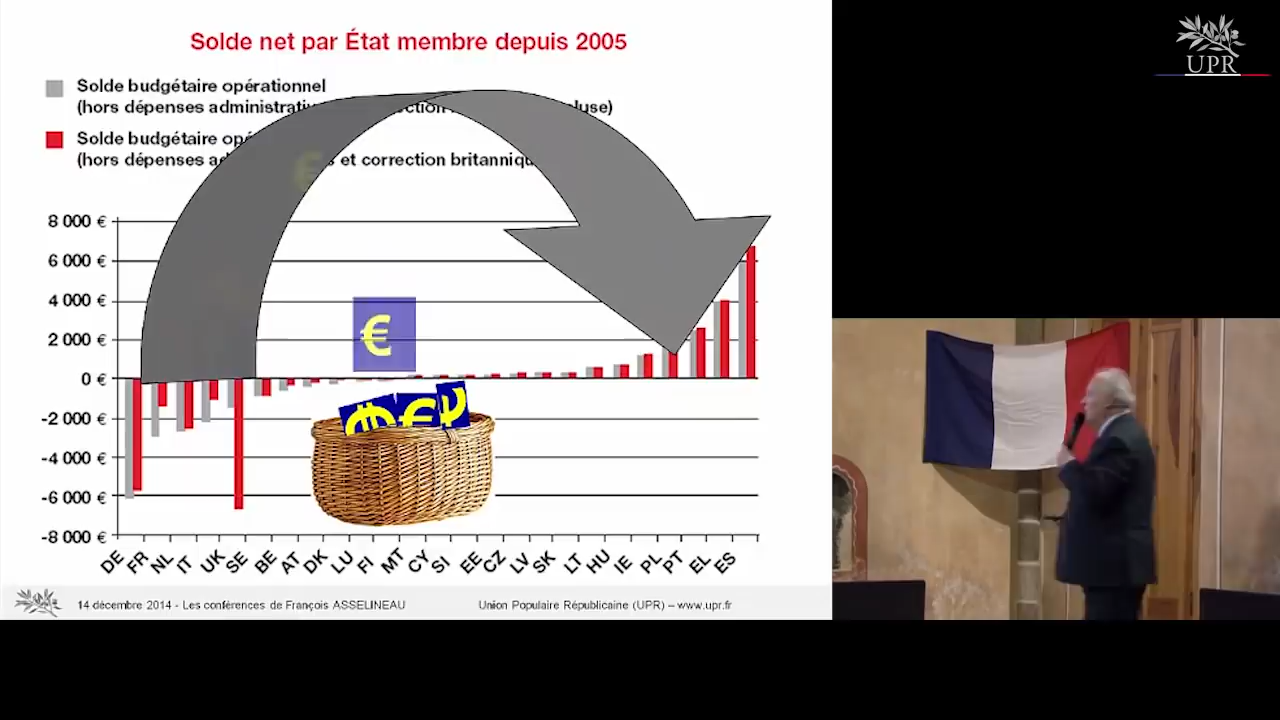 Solde net par État membre depuis 2005
UPR
Solde budgétaire opérationnel
(hors dépenses
Solde budgétaire
(hors dépenses et correction
8 000 €
6 000 €
4 000 €
2 000 €
0 €
-2 000 €
-4 000 €
-6 000 €
-8 000 €
€
€
DE FR NL IT UK SE BE AT DK LU FI MT CY SI EE CZ LV SK LT HU IE PL PT EL ES
14 décembre 2014 - Les conférences de François ASSELINEAU
Union Populaire Républicaine (UPR) – www.upr.fr